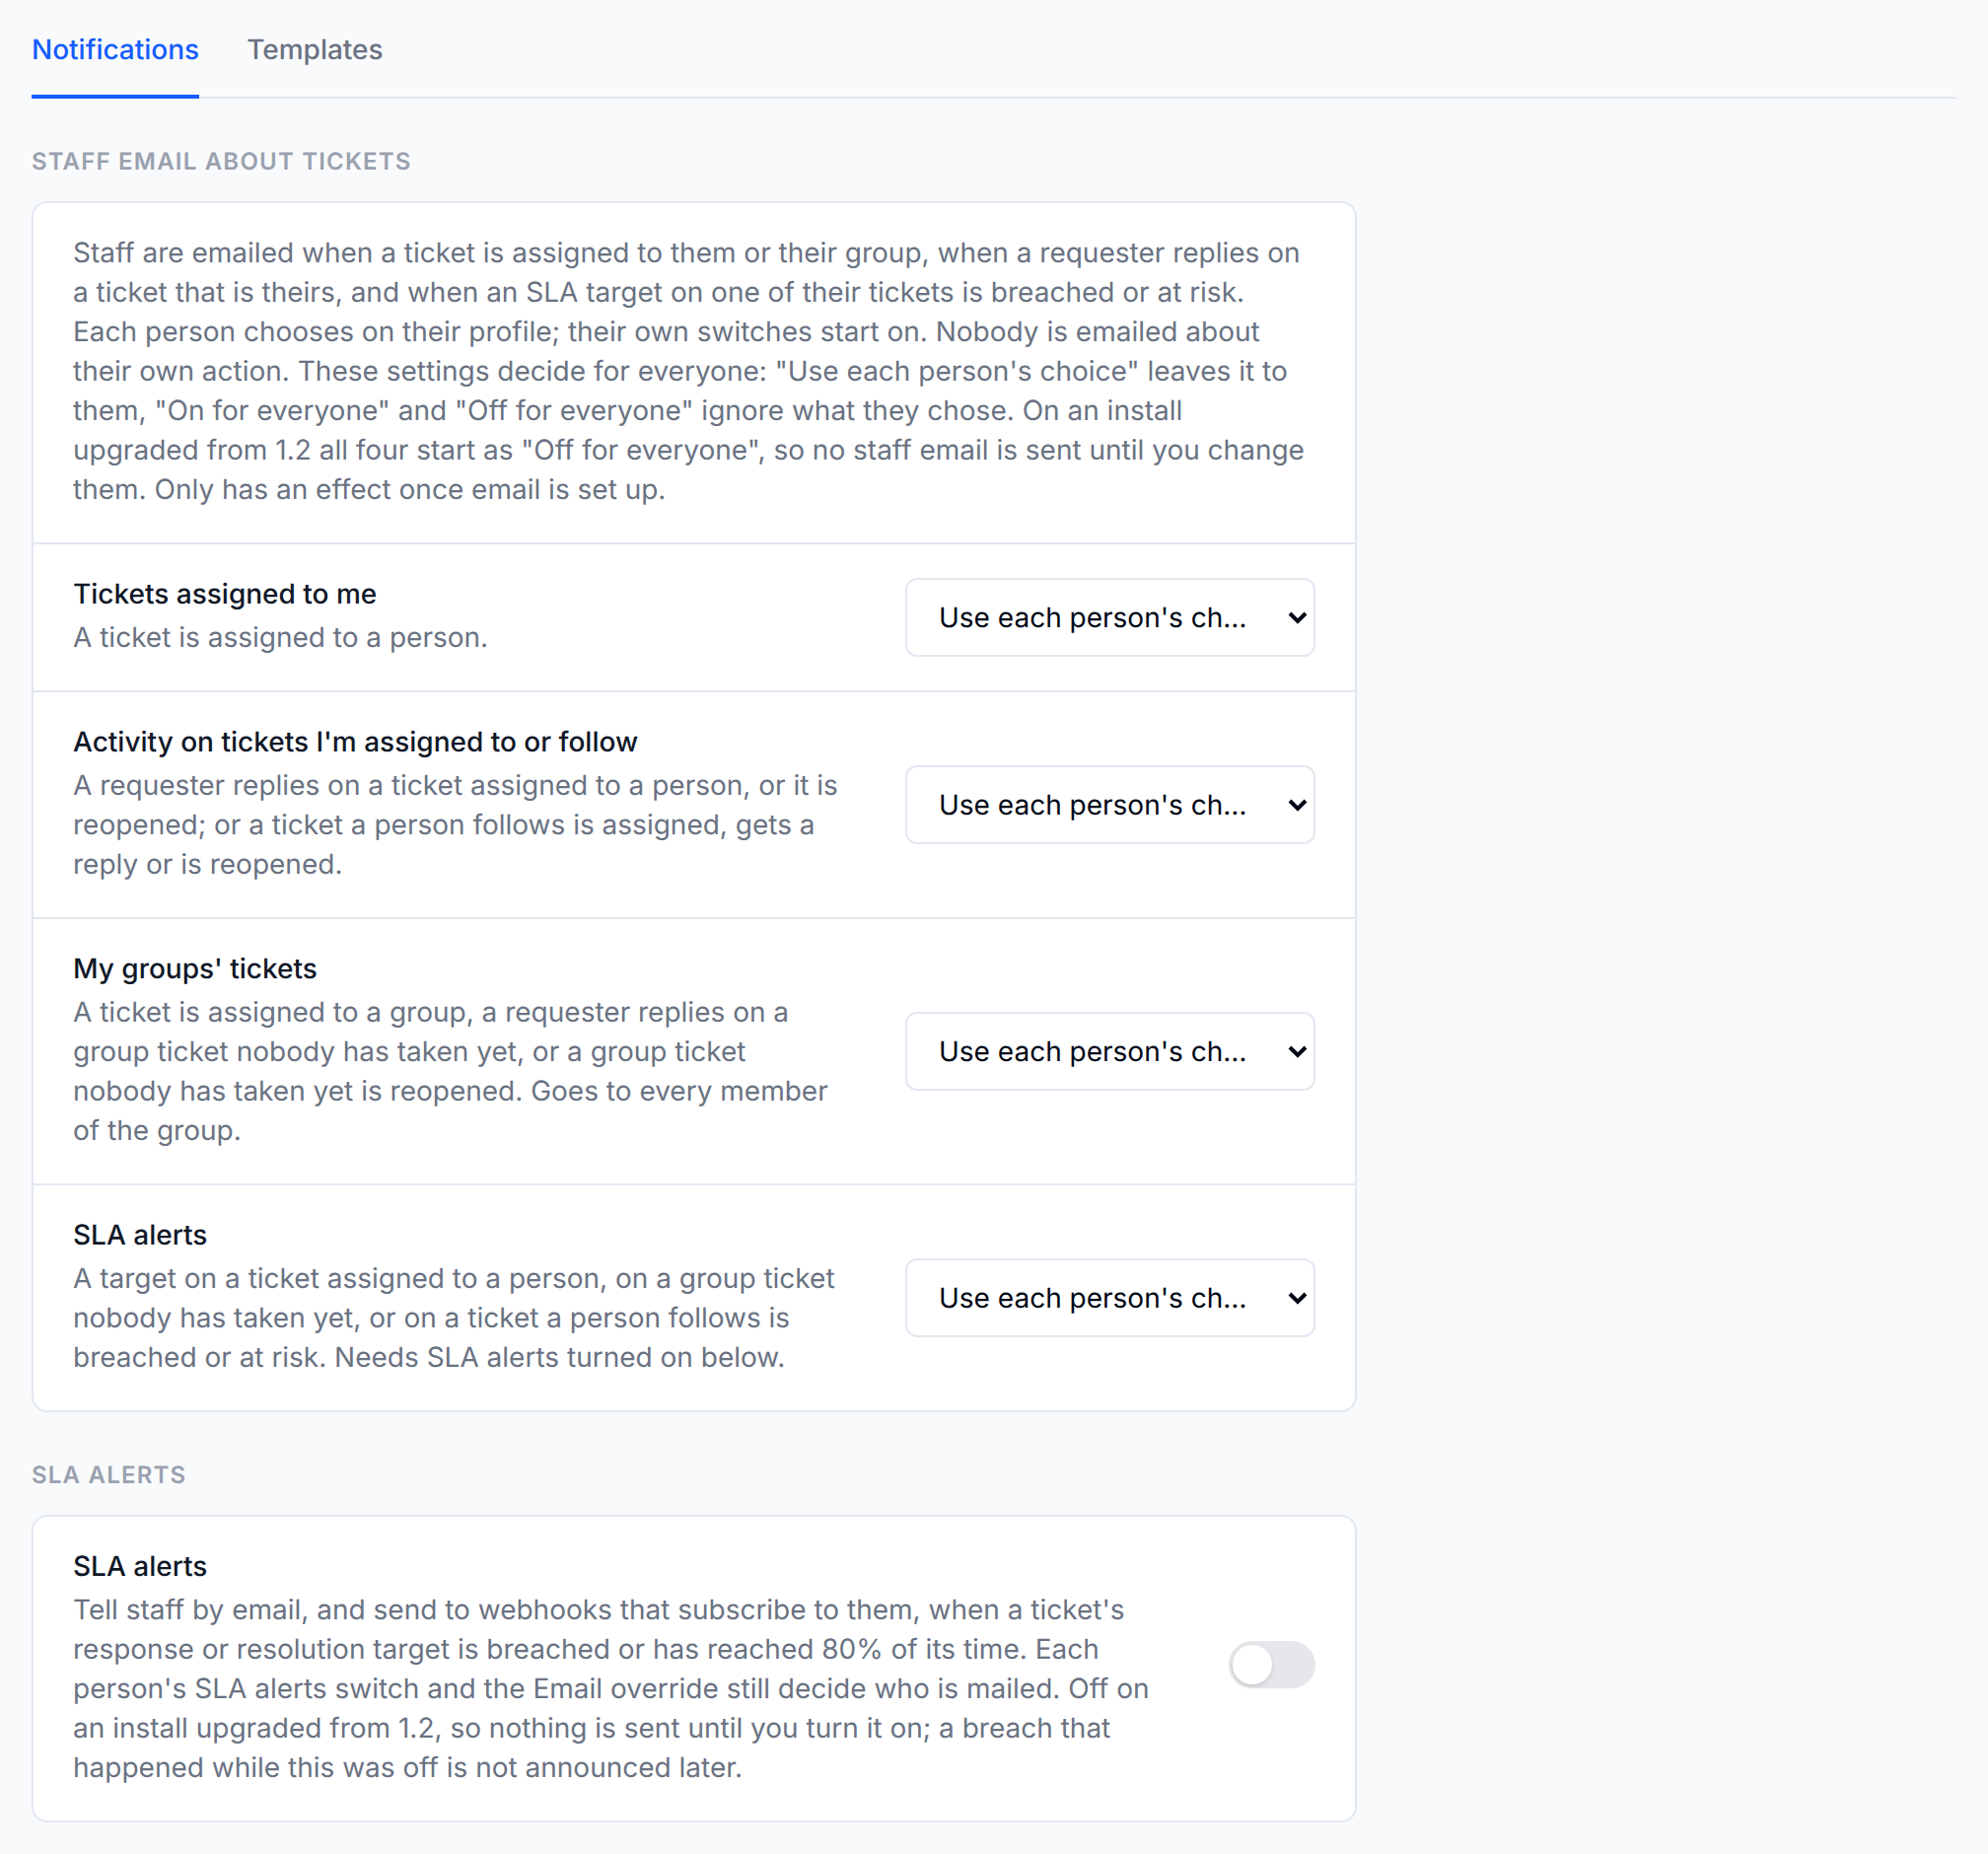 Notifications
Templates
STAFF EMAIL ABOUT TICKETS
Staff are emailed when a ticket is assigned to them or their group, when a requester replies on
a ticket that is theirs, and when an SLA target on one of their tickets is breached or at risk.
Each person chooses on their profile; their own switches start on. Nobody is emailed about
their own action. These settings decide for everyone: "Use each person's choice" leaves it to
them, "On for everyone" and "Off for everyone" ignore what they chose. On an install
upgraded from 1.2 all four start as "Off for everyone", so no staff email is sent until you change
them. Only has an effect once email is set up.
Tickets assigned to me
A ticket is assigned to a person.
Use each person's ch...
Activity on tickets I'm assigned to or follow
A requester replies on a ticket assigned to a person, or it is
reopened; or a ticket a person follows is assigned, gets a
reply or is reopened.
Use each person's ch...
My groups' tickets
A ticket is assigned to a group, a requester replies on a
group ticket nobody has taken yet, or a group ticket
nobody has taken yet is reopened. Goes to every member
of the group.
Use each person's ch...
SLA alerts
A target on a ticket assigned to a person, on a group ticket
nobody has taken yet, or on a ticket a person follows is
breached or at risk. Needs SLA alerts turned on below.
Use each person's ch...
SLA ALERTS
SLA alerts
Tell staff by email, and send to webhooks that subscribe to them, when a ticket's
response or resolution target is breached or has reached 80% of its time. Each
person's SLA alerts switch and the Email override still decide who is mailed. Off on
an install upgraded from 1.2, so nothing is sent until you turn it on; a breach that
happened while this was off is not announced later.